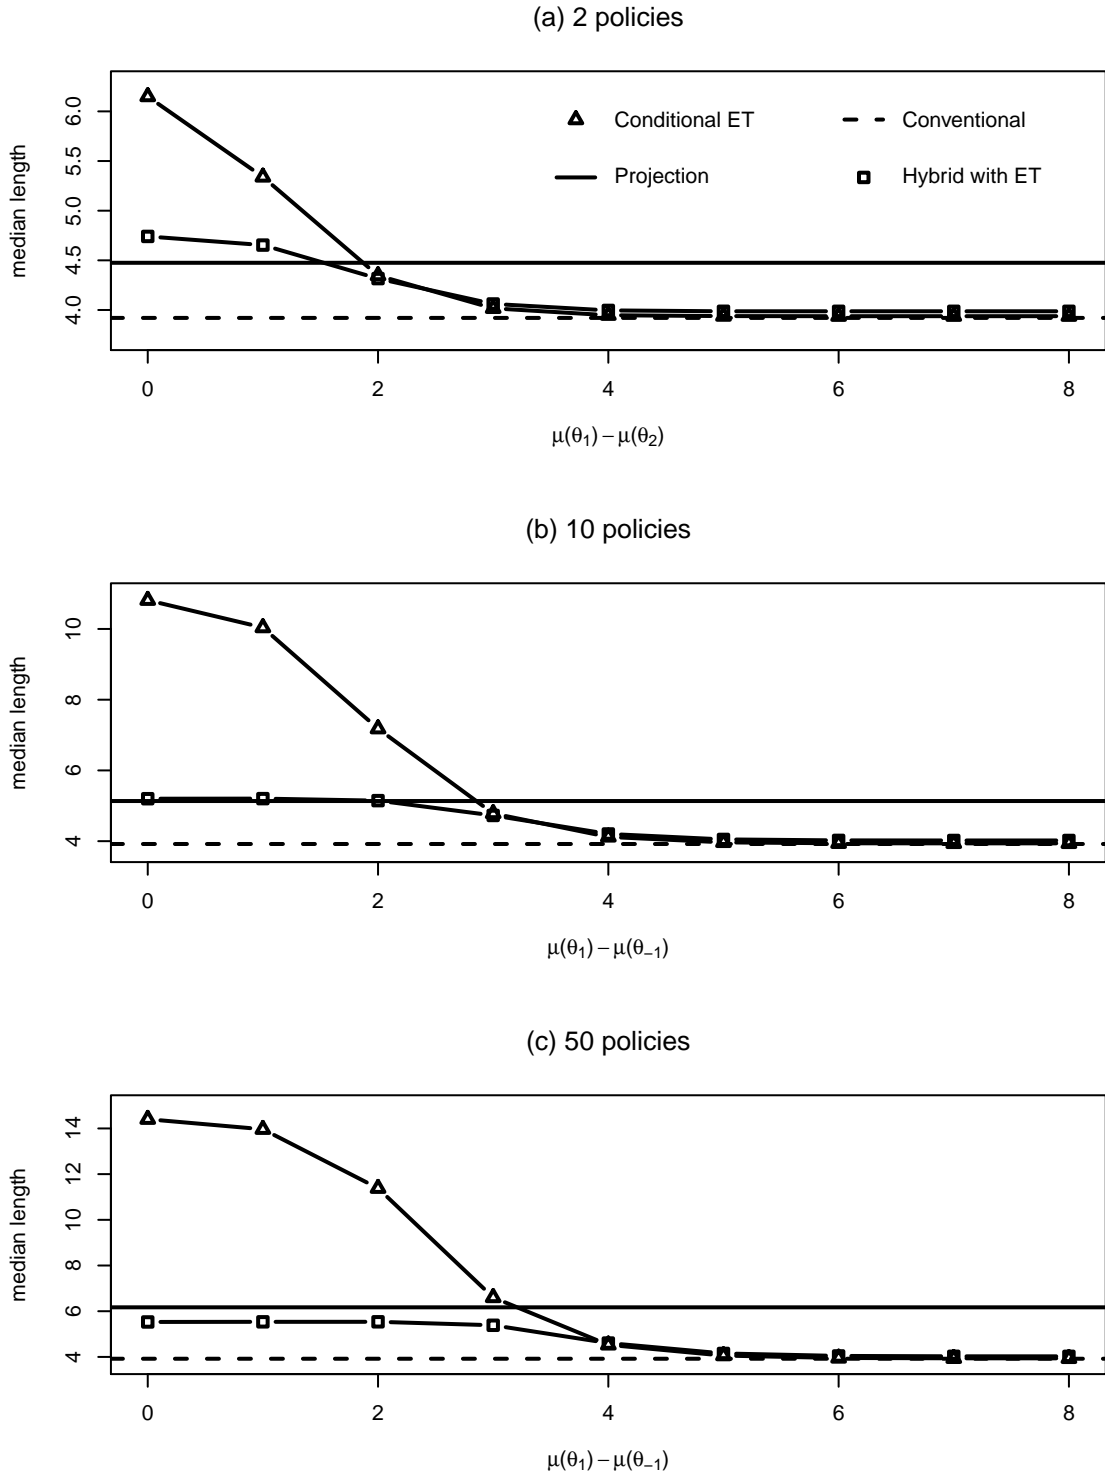 (a) 2 policies
median length
6.0
5.5
5.0
4.5
4.0
Conditional ET
Conventional
Projection
Hybrid with ET
0 2 4 6 8
μ(θ₁) − μ(θ₂)
(b) 10 policies
median length
10
8
6
4
0 2 4 6 8
μ(θ₁) − μ(θ₋₁)
(c) 50 policies
median length
14
12
10
8
6
4
0 2 4 6 8
μ(θ₁) − μ(θ₋₁)